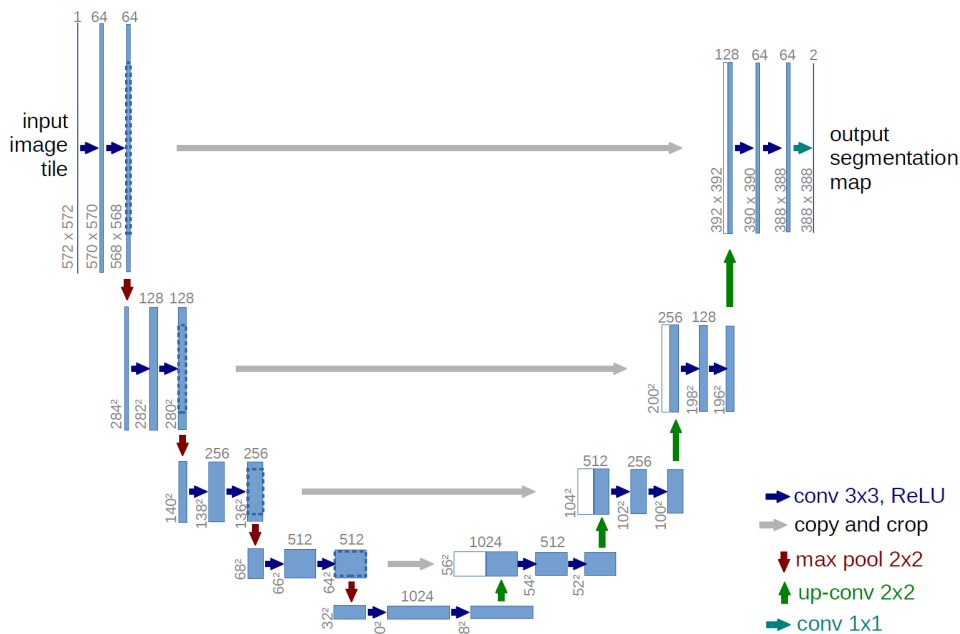 1 64 64
input
image
tile
572 x 572
570 x 570
568 x 568
128 64 64 2
output
segmentation
map
392 x 392
390 x 390
388 x 388
388 x 388
128 128
284²
282²
280²
256 128
200²
198²
196²
256 256
140²
138²
136²
512 256
104²
102²
100²
512 512
68²
66²
64²
1024 512
56²
54²
52²
1024
32²
0²
8²
conv 3x3, ReLU
copy and crop
max pool 2x2
up-conv 2x2
conv 1x1